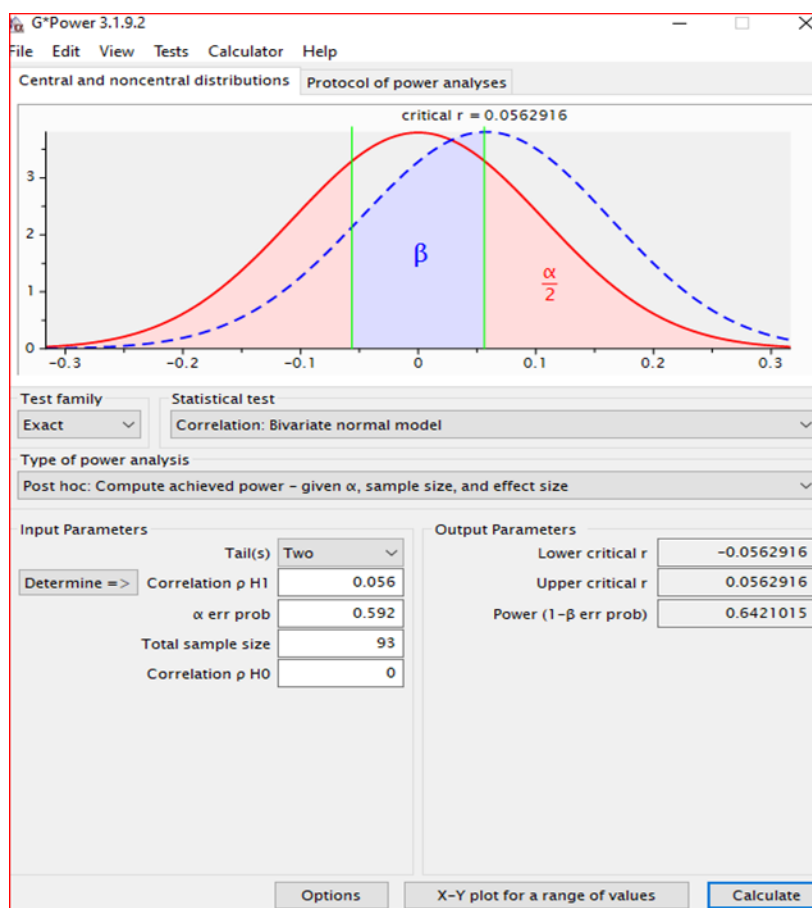 G*Power 3.1.9.2
File Edit View Tests Calculator Help
Central and noncentral distributions Protocol of power analyses
critical r = 0.0562916
3
2
1
0
β
α
2
-0.3 -0.2 -0.1 0 0.1 0.2 0.3
Test family Statistical test
Exact Correlation: Bivariate normal model
Type of power analysis
Post hoc: Compute achieved power – given α, sample size, and effect size
Input Parameters Output Parameters
Tail(s) Two Lower critical r -0.0562916
Determine => Correlation ρ H1 0.056 Upper critical r 0.0562916
α err prob 0.592 Power (1-β err prob) 0.6421015
Total sample size 93
Correlation ρ H0 0
Options X-Y plot for a range of values Calculate